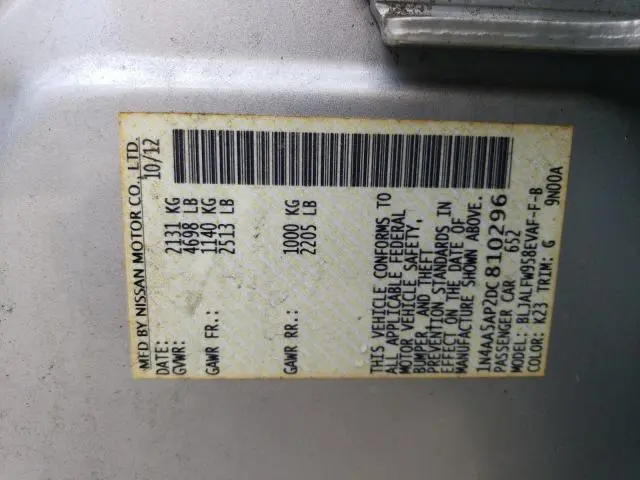 MFD BY NISSAN MOTOR CO., LTD.
DATE: 10/12
GVWR: 2131 KG
4698 LB
GAWR FR.: 1140 KG
2513 LB
GAWR RR.: 1000 KG
2205 LB
THIS VEHICLE CONFORMS TO
ALL APPLICABLE FEDERAL
MOTOR VEHICLE SAFETY,
BUMPER, AND THEFT
PREVENTION STANDARDS IN
EFFECT ON THE DATE OF
MANUFACTURE SHOWN ABOVE.
1N4AA5AP2DC810296
PASSENGER CAR 652
MODEL: BLJALFW958EVAF-F-B
COLOR: K23 TRIM: G 9N00A